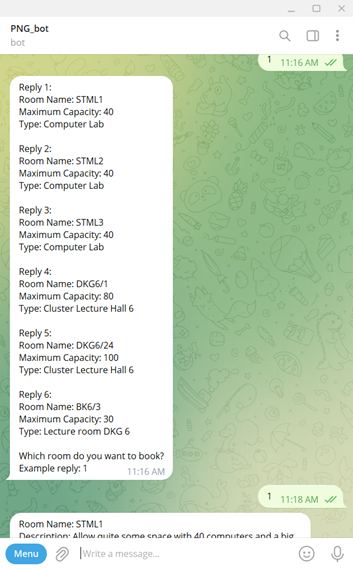 PNG_bot
bot
1 11:16 AM
Reply 1:
Room Name: STML1
Maximum Capacity: 40
Type: Computer Lab
Reply 2:
Room Name: STML2
Maximum Capacity: 40
Type: Computer Lab
Reply 3:
Room Name: STML3
Maximum Capacity: 40
Type: Computer Lab
Reply 4:
Room Name: DKG6/1
Maximum Capacity: 80
Type: Cluster Lecture Hall 6
Reply 5:
Room Name: DKG6/24
Maximum Capacity: 100
Type: Cluster Lecture Hall 6
Reply 6:
Room Name: BK6/3
Maximum Capacity: 30
Type: Lecture room DKG 6
Which room do you want to book?
Example reply: 1
11:16 AM
1 11:18 AM
Room Name: STML1
Description: Allow quite some space with 40 computers and a big
Menu
Write a message...